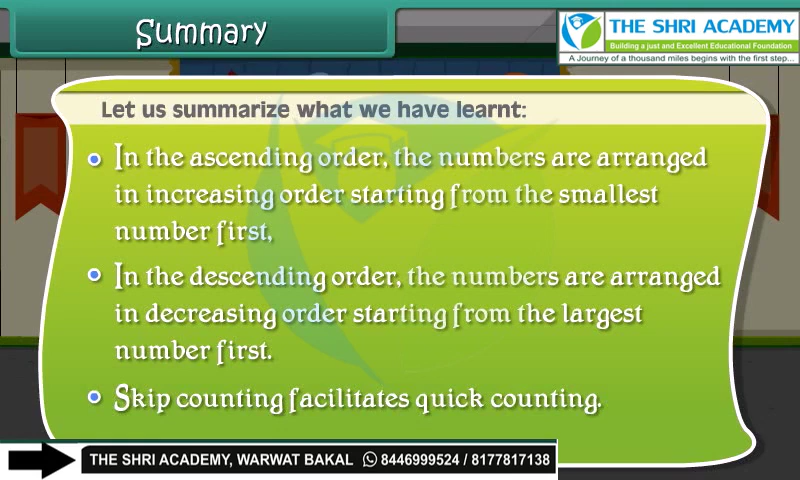 Summary
THE SHRI ACADEMY
Building a just and Excellent Educational Foundation
A Journey of a thousand miles begins with the first step...
Let us summarize what we have learnt:
In the ascending order, the numbers are arranged
in increasing order starting from the smallest
number first,
In the descending order, the numbers are arranged
in decreasing order starting from the largest
number first.
Skip counting facilitates quick counting.
THE SHRI ACADEMY, WARWAT BAKAL 8446999524 / 8177817138